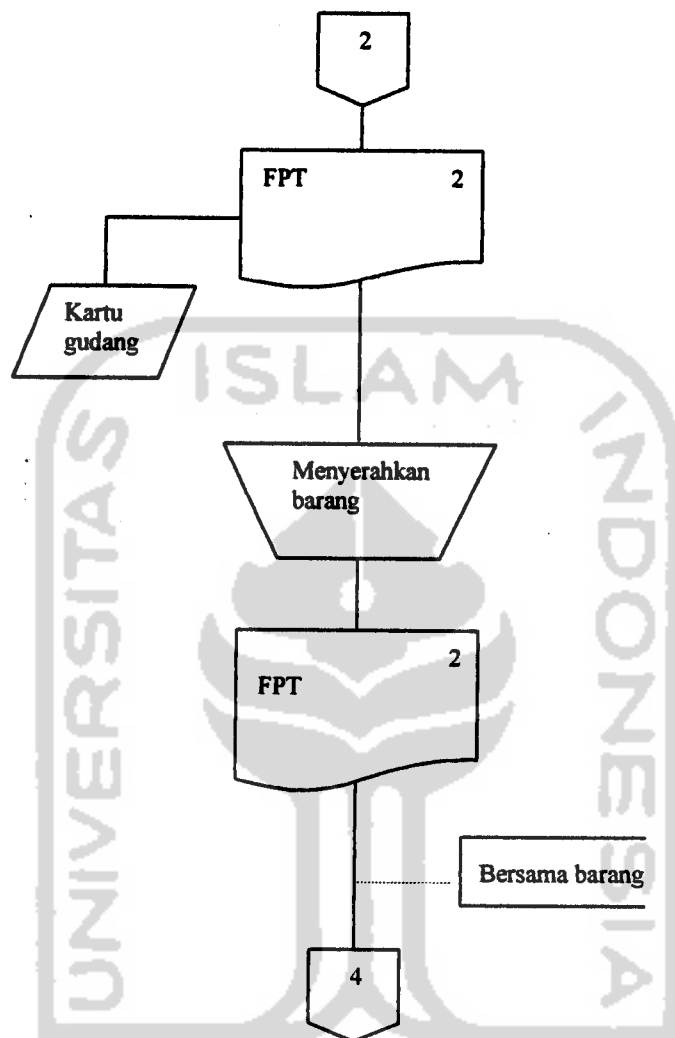 2
FPT 2
Kartu
gudang
Menyerahkan
barang
2
FPT
Bersama barang
4
UNIVERSITAS
ISLAM
INDONESIA